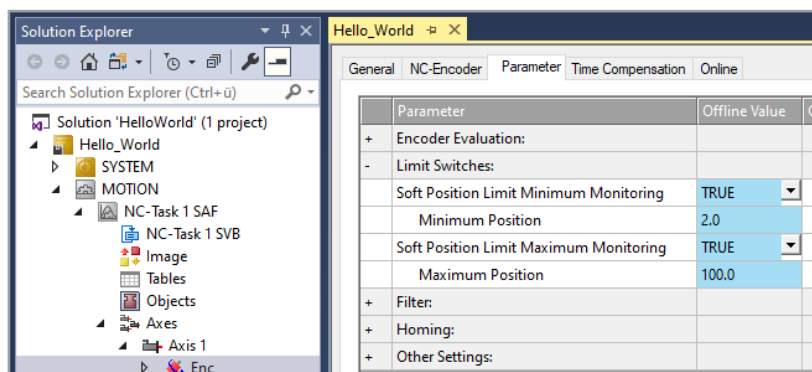 Solution Explorer
Search Solution Explorer (Ctrl+ü)
Solution 'HelloWorld' (1 project)
Hello_World
SYSTEM
MOTION
NC-Task 1 SAF
NC-Task 1 SVB
Image
Tables
Objects
Axes
Axis 1
Enc
Hello_World
General NC-Encoder Parameter Time Compensation Online
Parameter Offline Value
+ Encoder Evaluation:
- Limit Switches:
Soft Position Limit Minimum Monitoring TRUE
Minimum Position 2.0
Soft Position Limit Maximum Monitoring TRUE
Maximum Position 100.0
+ Filter:
+ Homing:
+ Other Settings: